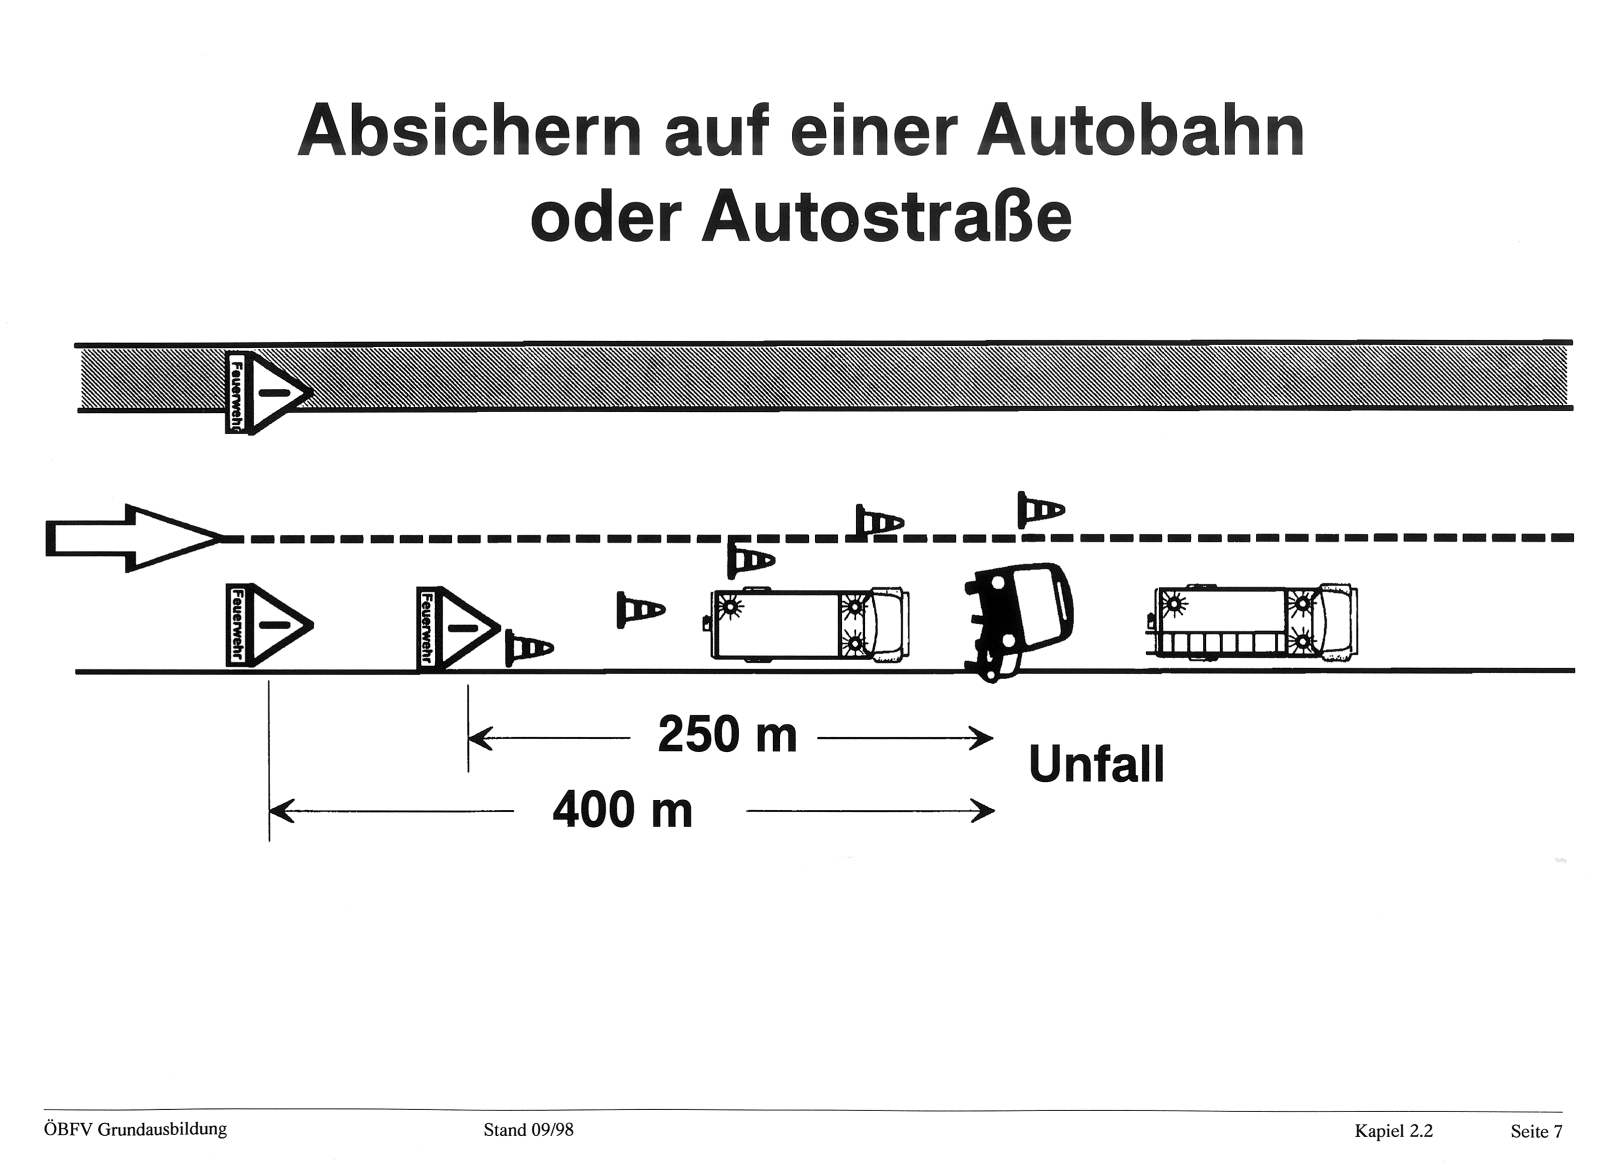 Absichern auf einer Autobahn
oder Autostraße
Feuerwehr
Feuerwehr
Feuerwehr
250 m
Unfall
400 m
ÖBFV Grundausbildung
Stand 09/98
Kapiel 2.2
Seite 7